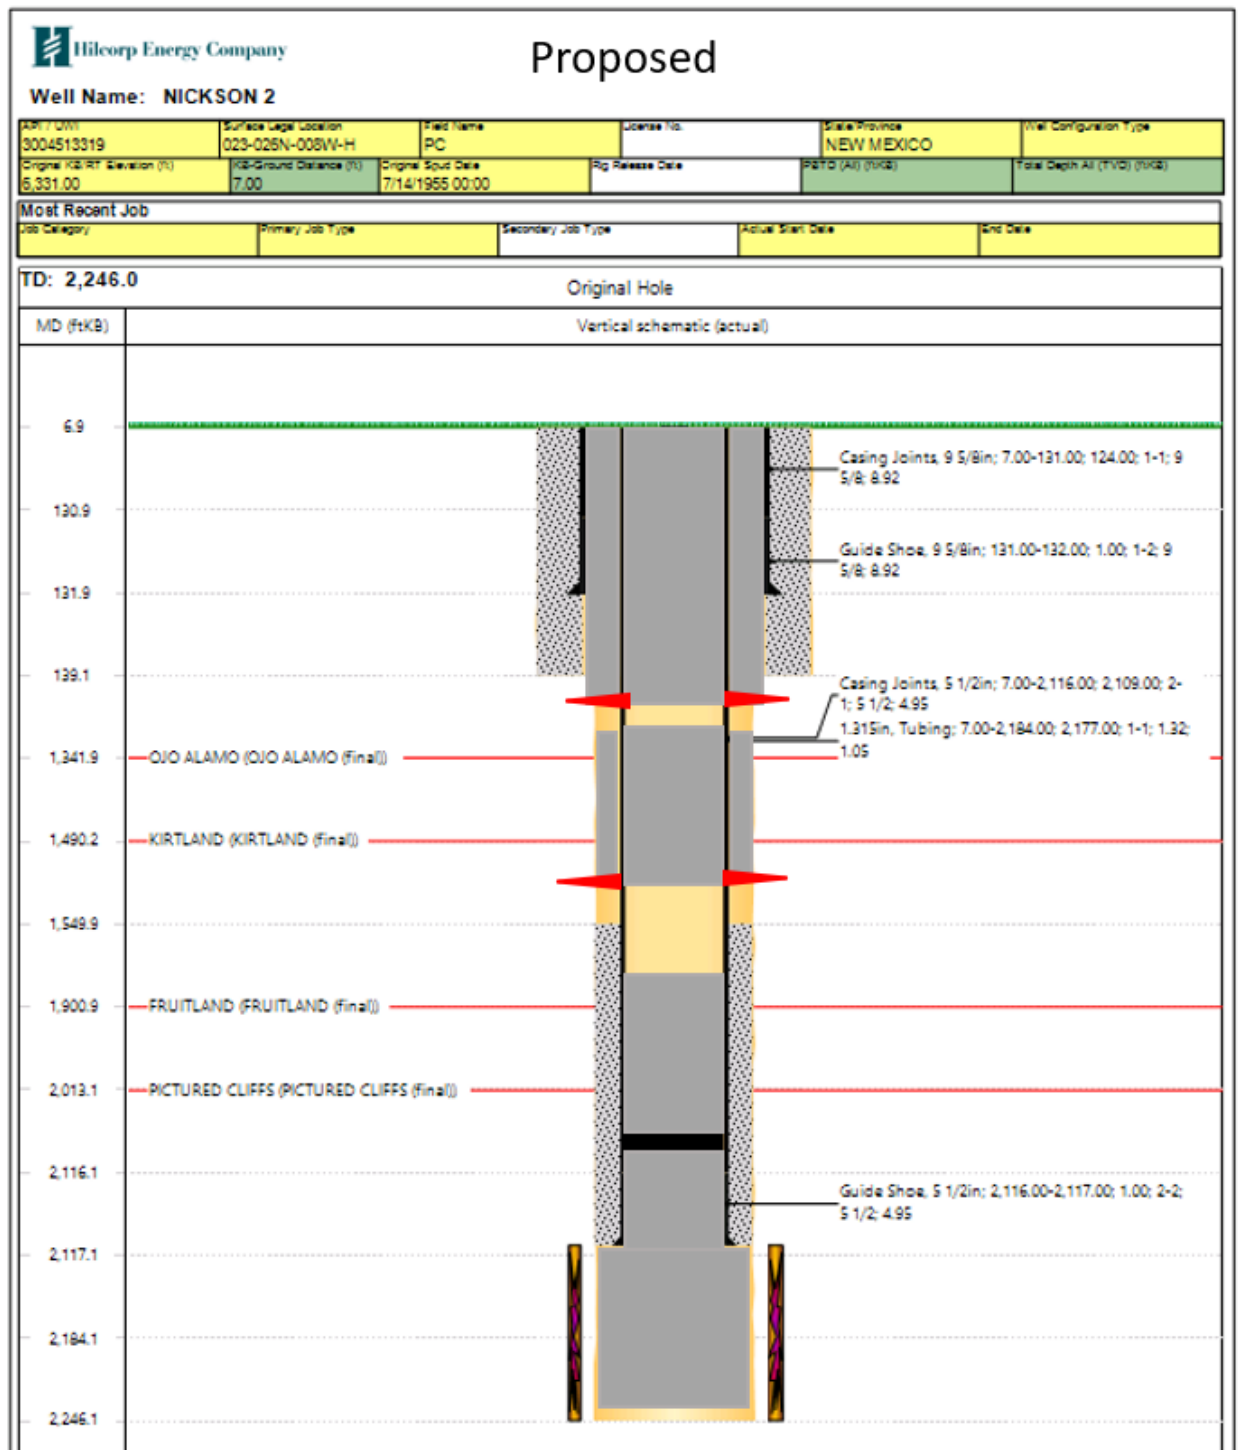 Hilcorp Energy Company
Proposed
Well Name: NICKSON 2
API / UWI
Surface Legal Location
Field Name
License No.
State/Province
Well Configuration Type
3004513319
023-026N-008W-H
PC
NEW MEXICO
Original KB/RT Elevation (ft)
KB-Ground Distance (ft)
Original Spud Date
Rig Release Date
PBTD (All) (ftKB)
Total Depth All (TVD) (ftKB)
6,331.00
7.00
7/14/1955 00:00
Most Recent Job
Job Category
Primary Job Type
Secondary Job Type
Actual Start Date
End Date
TD: 2,246.0
Original Hole
MD (ftKB)
Vertical schematic (actual)
6.9
Casing Joints, 9 5/8in; 7.00-131.00; 124.00; 1-1; 9
5/8; 8.92
130.9
Guide Shoe, 9 5/8in; 131.00-132.00; 1.00; 1-2; 9
5/8; 8.92
131.9
139.1
Casing Joints, 5 1/2in; 7.00-2,116.00; 2,109.00; 2-
1; 5 1/2; 4.95
1.315in, Tubing; 7.00-2,184.00; 2,177.00; 1-1; 1.32;
1.05
1,341.9
OJO ALAMO (OJO ALAMO (final))
1,490.2
KIRTLAND (KIRTLAND (final))
1,549.9
1,900.9
FRUITLAND (FRUITLAND (final))
2,013.1
PICTURED CLIFFS (PICTURED CLIFFS (final))
2,116.1
Guide Shoe, 5 1/2in; 2,116.00-2,117.00; 1.00; 2-2;
5 1/2; 4.95
2,117.1
2,184.1
2,246.1